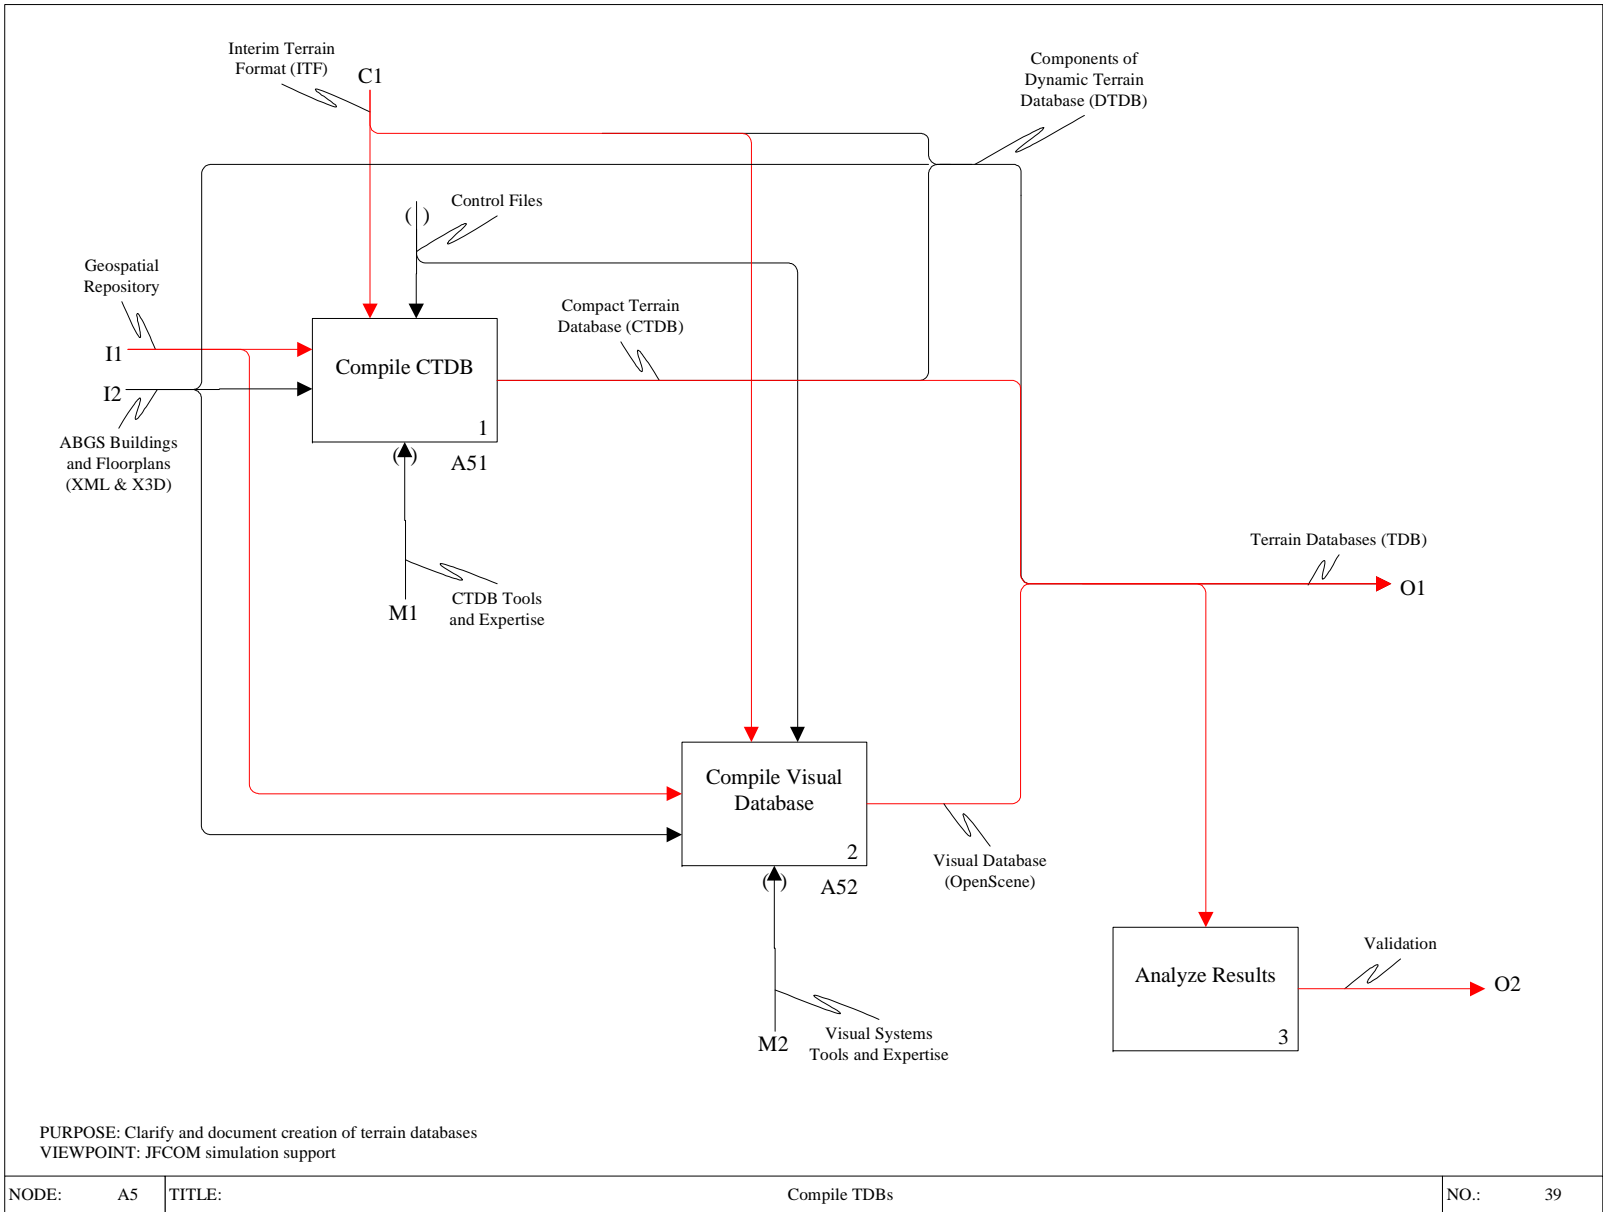 Interim Terrain
Format (ITF)
C1
Components of
Dynamic Terrain
Database (DTDB)
( )
Control Files
Geospatial
Repository
I1
I2
ABGS Buildings
and Floorplans
(XML & X3D)
Compile CTDB
1
A51
( )
Compact Terrain
Database (CTDB)
CTDB Tools
and Expertise
M1
Terrain Databases (TDB)
O1
Compile Visual
Database
2
A52
( )
Visual Database
(OpenScene)
Visual Systems
Tools and Expertise
M2
Analyze Results
3
Validation
O2
PURPOSE: Clarify and document creation of terrain databases
VIEWPOINT: JFCOM simulation support
NODE: A5 TITLE: Compile TDBs NO.: 39